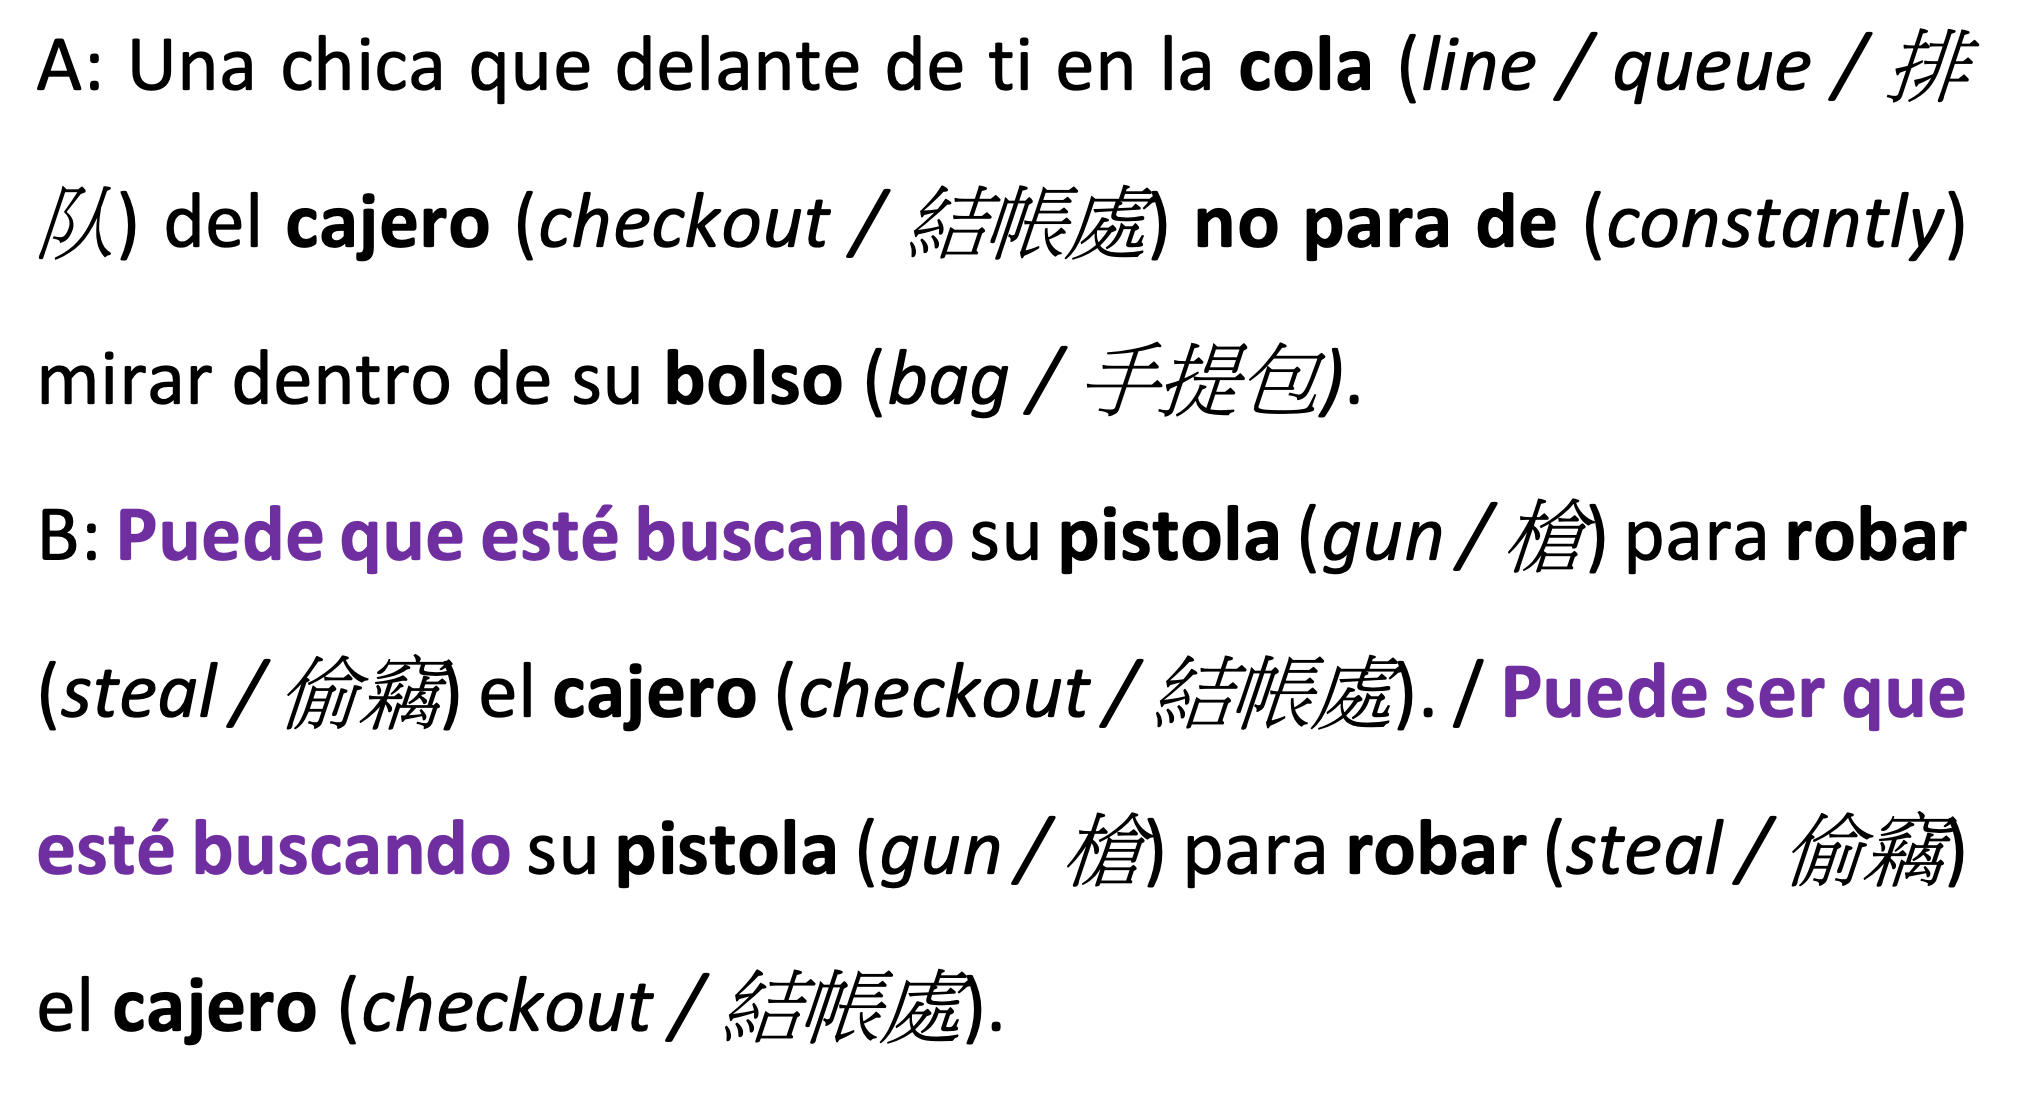 A: Una chica que delante de ti en la cola (line / queue / 排
队) del cajero (checkout / 結帳處) no para de (constantly)
mirar dentro de su bolso (bag / 手提包).
B: Puede que esté buscando su pistola (gun / 槍) para robar
(steal / 偷竊) el cajero (checkout / 結帳處). / Puede ser que
esté buscando su pistola (gun / 槍) para robar (steal / 偷竊)
el cajero (checkout / 結帳處).